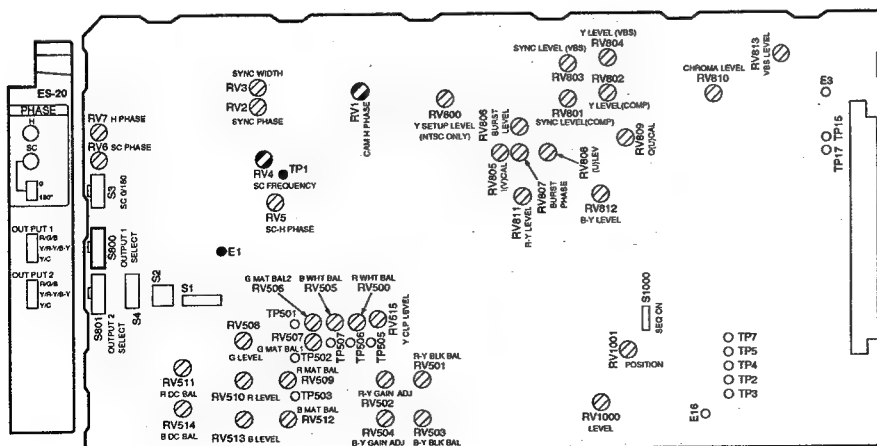 ES-20
PHASE
H
SC
0
180°
OUTPUT 1
R/G/B
Y/R-Y/B-Y
Y/C
OUTPUT 2
R/G/B
Y/R-Y/B-Y
Y/C
RV7 H PHASE
RV6 SC PHASE
S3
SC 0/180
S800
OUTPUT 1
SELECT
S801
OUTPUT 2
SELECT
S4
S2
S1
SYNC WIDTH
RV3
RV2
SYNC PHASE
RV4
TP1
SC FREQUENCY
RV5
SC-H PHASE
E1
RV1
CAM H PHASE
RV800
Y SETUP LEVEL
(NTSC ONLY)
RV806
BURST
LEVEL
SYNC LEVEL (VBS)
RV803
Y LEVEL (VBS)
RV804
RV802
Y LEVEL(COMP)
RV801
SYNC LEVEL(COMP)
RV809
Q(U)CAL
RV805
I(V)CAL
RV807
BURST
PHASE
RV808
(U)LEV
RV811
R-Y LEVEL
RV812
B-Y LEVEL
CHROMA LEVEL
RV810
RV813
VBS LEVEL
E3
TP15
TP17
G MAT BAL2
RV506
B WHT BAL
RV505
R WHT BAL
RV500
RV515
Y CLP LEVEL
TP501
RV508
G LEVEL
RV507
G MAT BAL1
TP507
TP506
TP505
TP502
RV511
R DC BAL
RV510 R LEVEL
R MAT BAL
RV509
TP503
B MAT BAL
RV512
RV514
B DC BAL
RV513 B LEVEL
R-Y BLK BAL
RV501
R-Y GAIN ADJ
RV502
RV504
B-Y GAIN ADJ
RV503
B-Y BLK BAL
S1000
SEQ ON
RV1001
POSITION
RV1000
LEVEL
TP7
TP5
TP4
TP2
TP3
E16